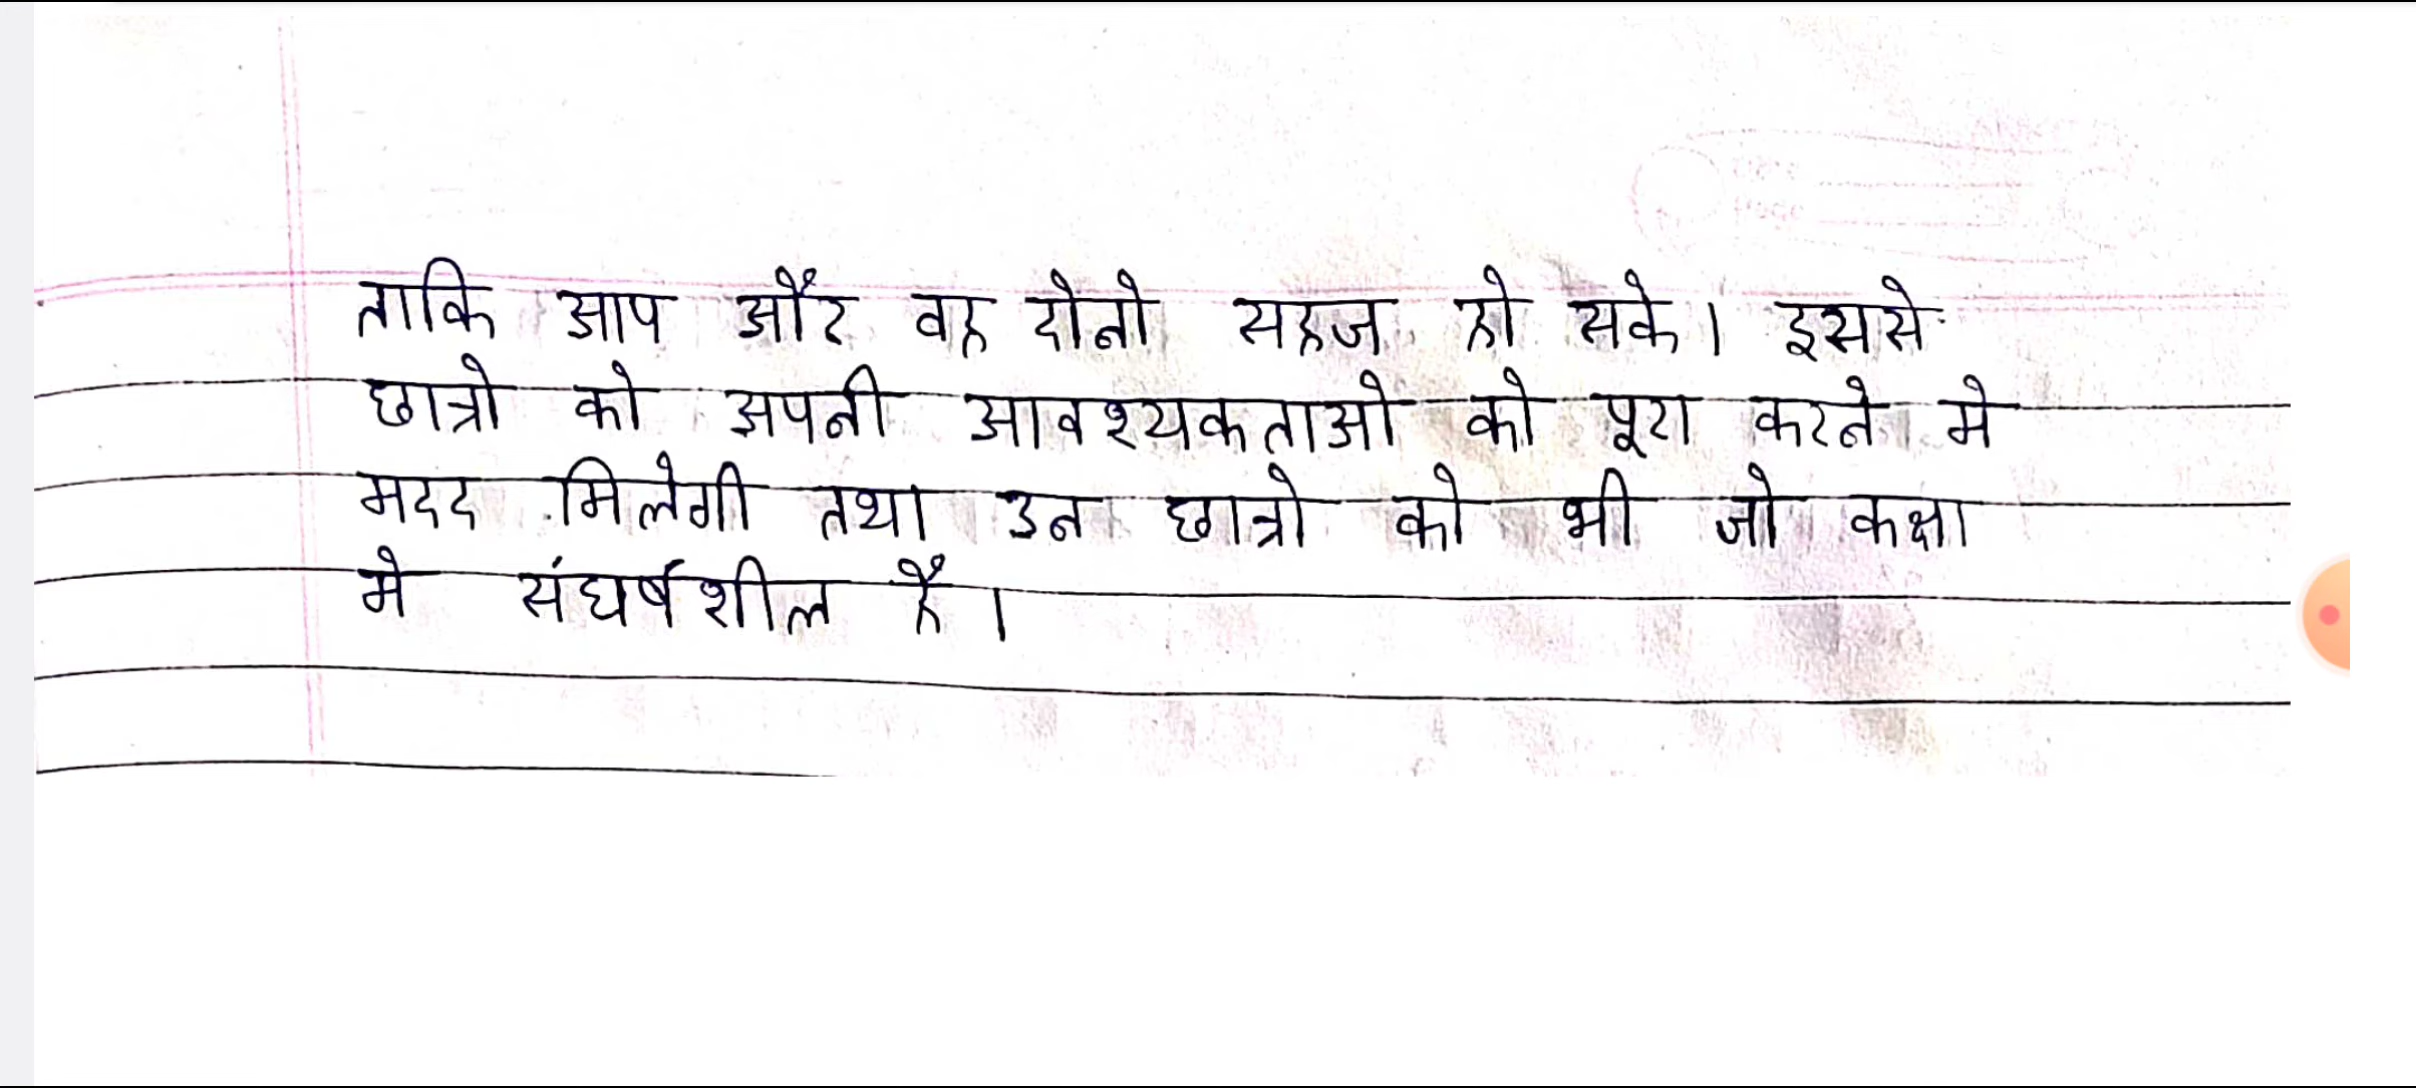 ताकि आप और वह दोनो सहज हो सके। इससे
छात्रो को अपनी आवश्यकताओ को पूरा करने मे
मदद मिलेगी तथा उन छात्रो को भी जो कक्षा
मे संघर्षशील है।